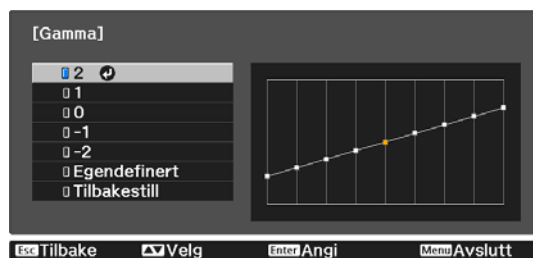 [Gamma]
2
1
0
-1
-2
Egendefinert
Tilbakestill
Esc Tilbake Velg Enter Angi Menu Avslutt